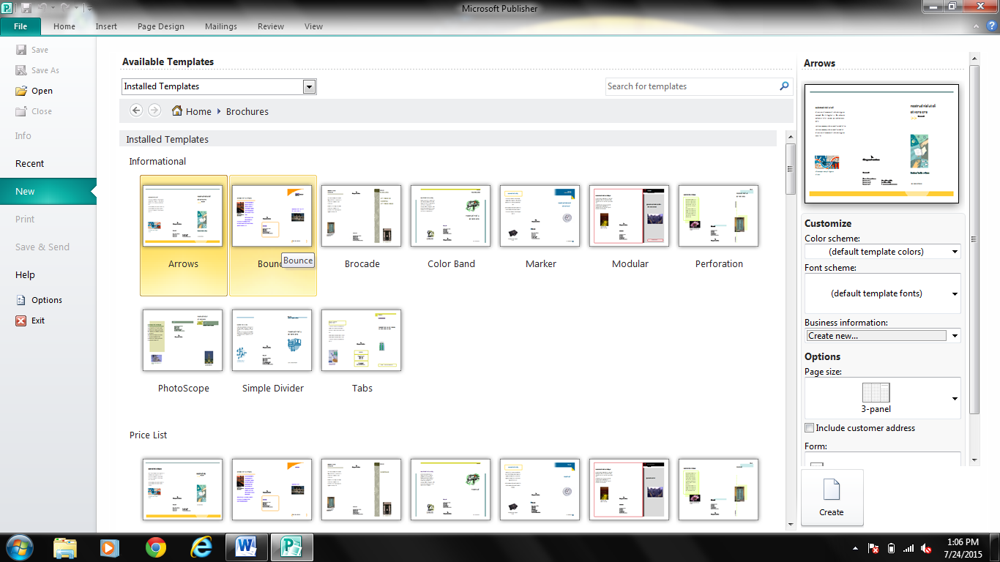 Microsoft Publisher
File Home Insert Page Design Mailings Review View
Save
Save As
Open
Close
Info
Recent
New
Print
Save & Send
Help
Options
Exit
Available Templates
Installed Templates
Search for templates
Home Brochures
Installed Templates
Informational
Arrows Brocade Color Band Marker Modular Perforation
Bounce
PhotoScope Simple Divider Tabs
Price List
Arrows
Customize
Color scheme:
(default template colors)
Font scheme:
(default template fonts)
Business information:
Create new...
Options
Page size:
3-panel
Include customer address
Form:
Create
1:06 PM
7/24/2015